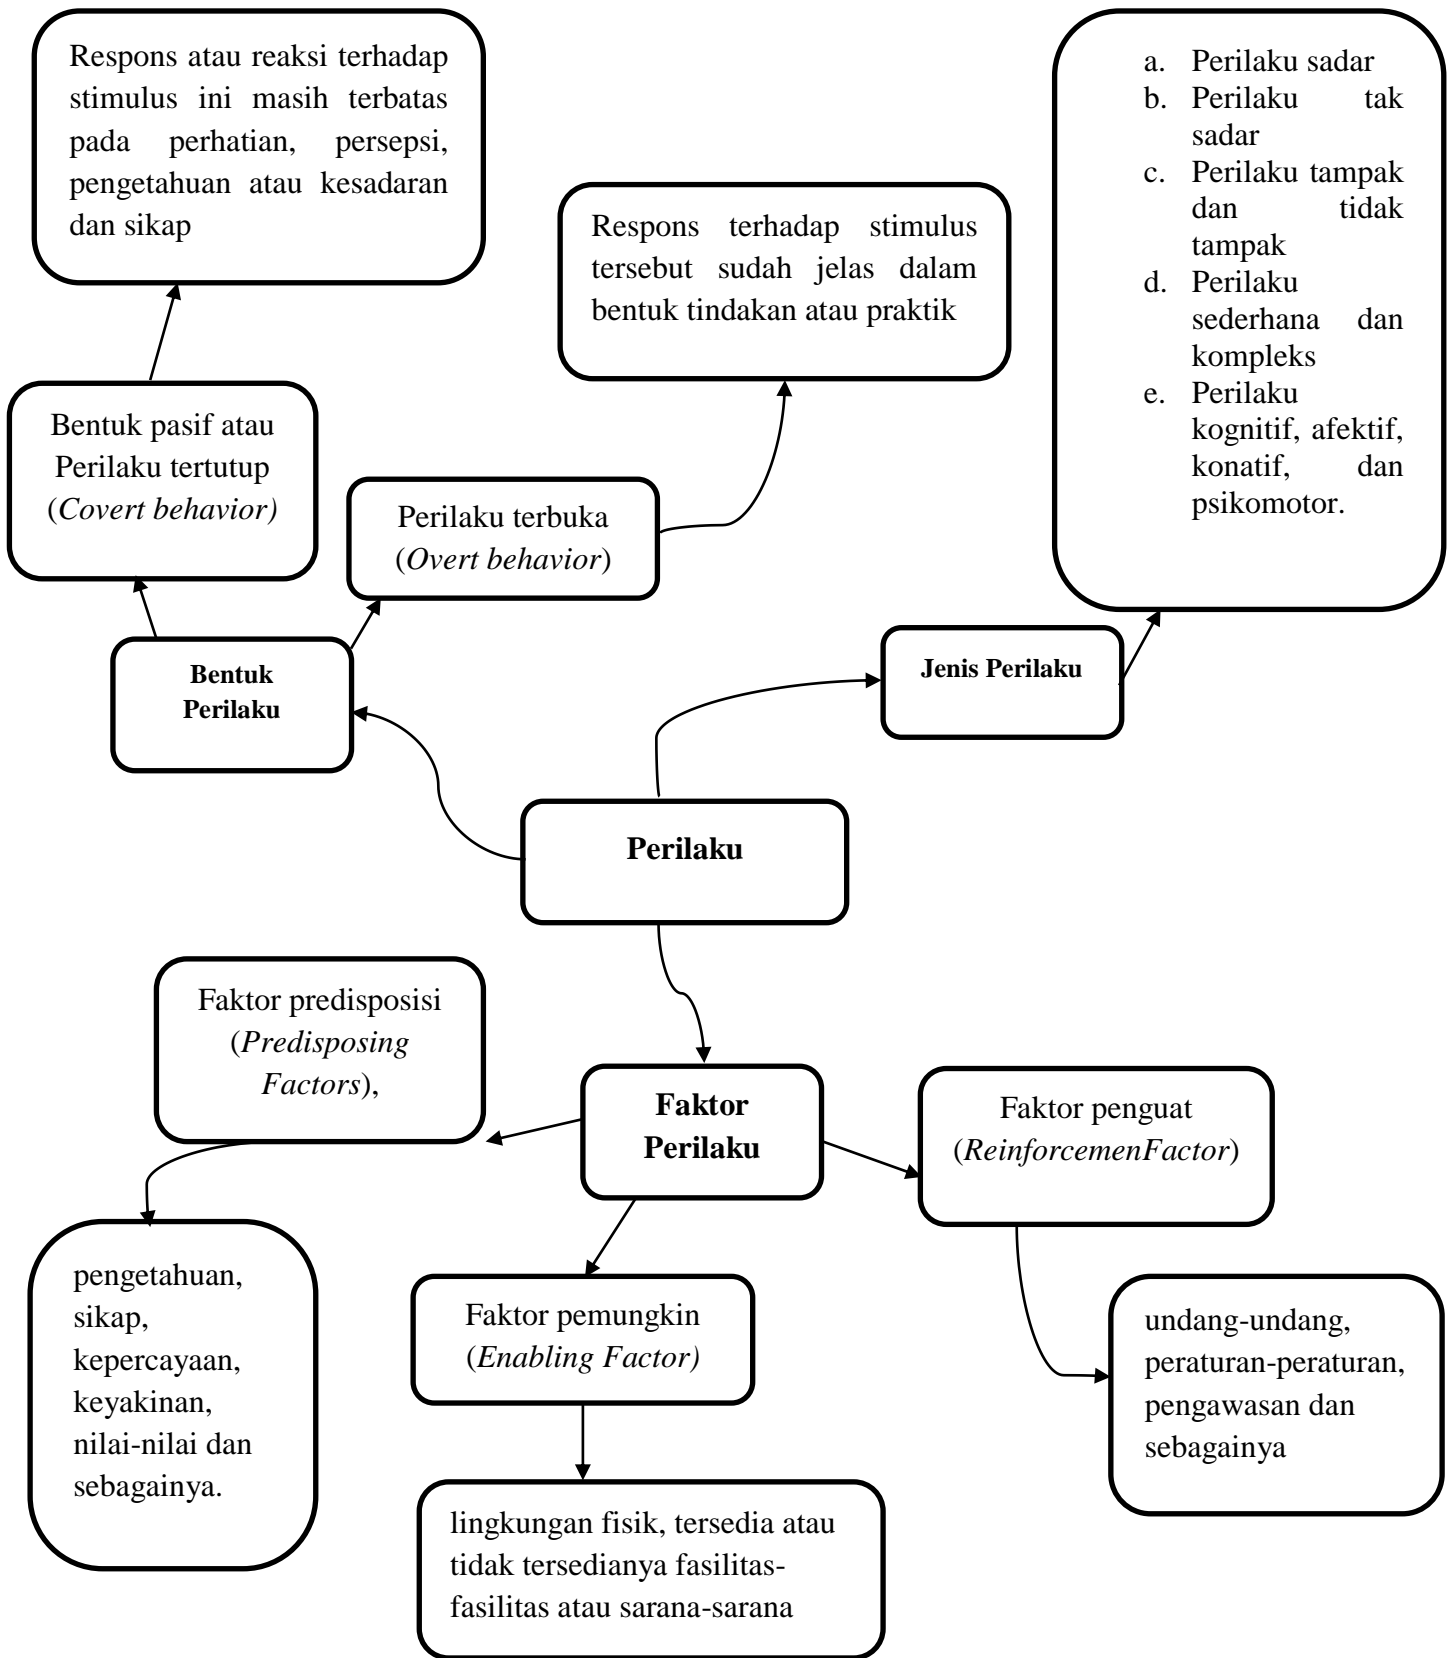 Respons atau reaksi terhadap
stimulus ini masih terbatas
pada perhatian, persepsi,
pengetahuan atau kesadaran
dan sikap
a. Perilaku sadar
b. Perilaku tak
sadar
c. Perilaku tampak
dan tidak
tampak
d. Perilaku
sederhana dan
kompleks
e. Perilaku
kognitif, afektif,
konatif, dan
psikomotor.
Respons terhadap stimulus
tersebut sudah jelas dalam
bentuk tindakan atau praktik
Bentuk pasif atau
Perilaku tertutup
(Covert behavior)
Perilaku terbuka
(Overt behavior)
Bentuk
Perilaku
Jenis Perilaku
Perilaku
Faktor predisposisi
(Predisposing
Factors),
Faktor
Perilaku
Faktor penguat
(ReinforcemenFactor)
pengetahuan,
sikap,
kepercayaan,
keyakinan,
nilai-nilai dan
sebagainya.
Faktor pemungkin
(Enabling Factor)
undang-undang,
peraturan-peraturan,
pengawasan dan
sebagainya
lingkungan fisik, tersedia atau
tidak tersedianya fasilitas-
fasilitas atau sarana-sarana